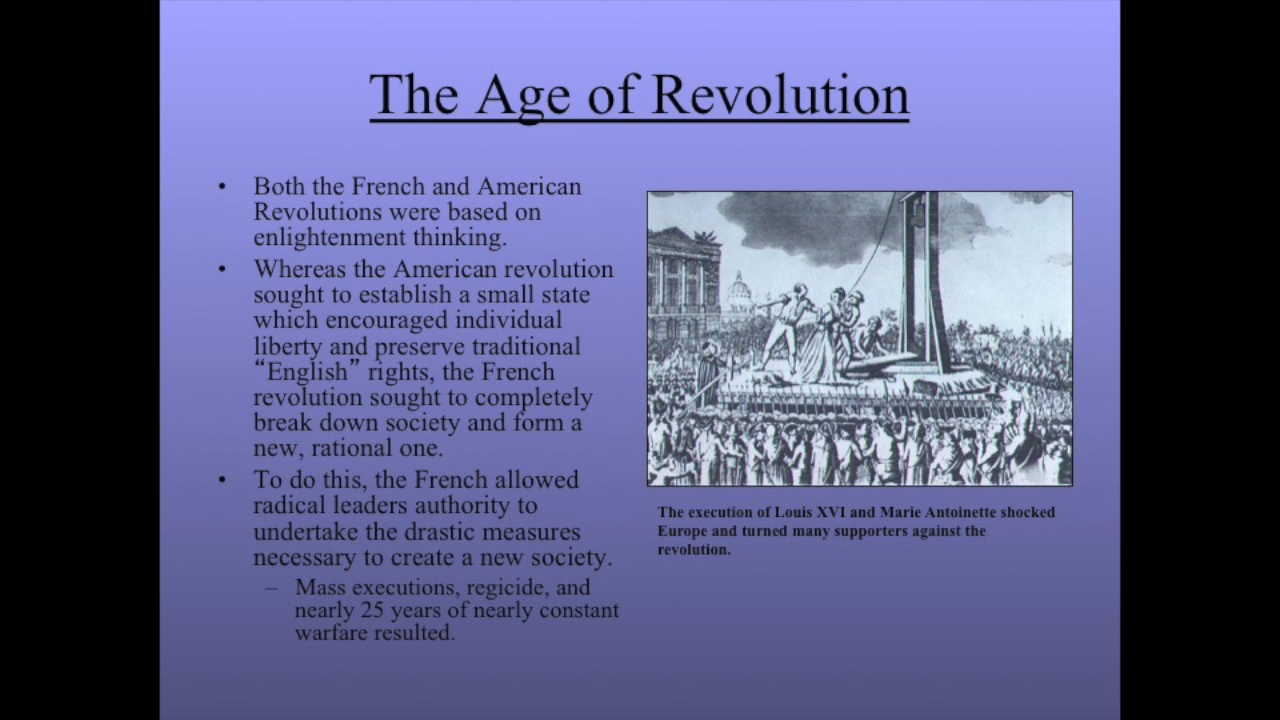 The Age of Revolution
• Both the French and American
Revolutions were based on
enlightenment thinking.
• Whereas the American revolution
sought to establish a small state
which encouraged individual
liberty and preserve traditional
“English” rights, the French
revolution sought to completely
break down society and form a
new, rational one.
• To do this, the French allowed
radical leaders authority to
undertake the drastic measures
necessary to create a new society.
– Mass executions, regicide, and
nearly 25 years of nearly constant
warfare resulted.
The execution of Louis XVI and Marie Antoinette shocked
Europe and turned many supporters against the
revolution.